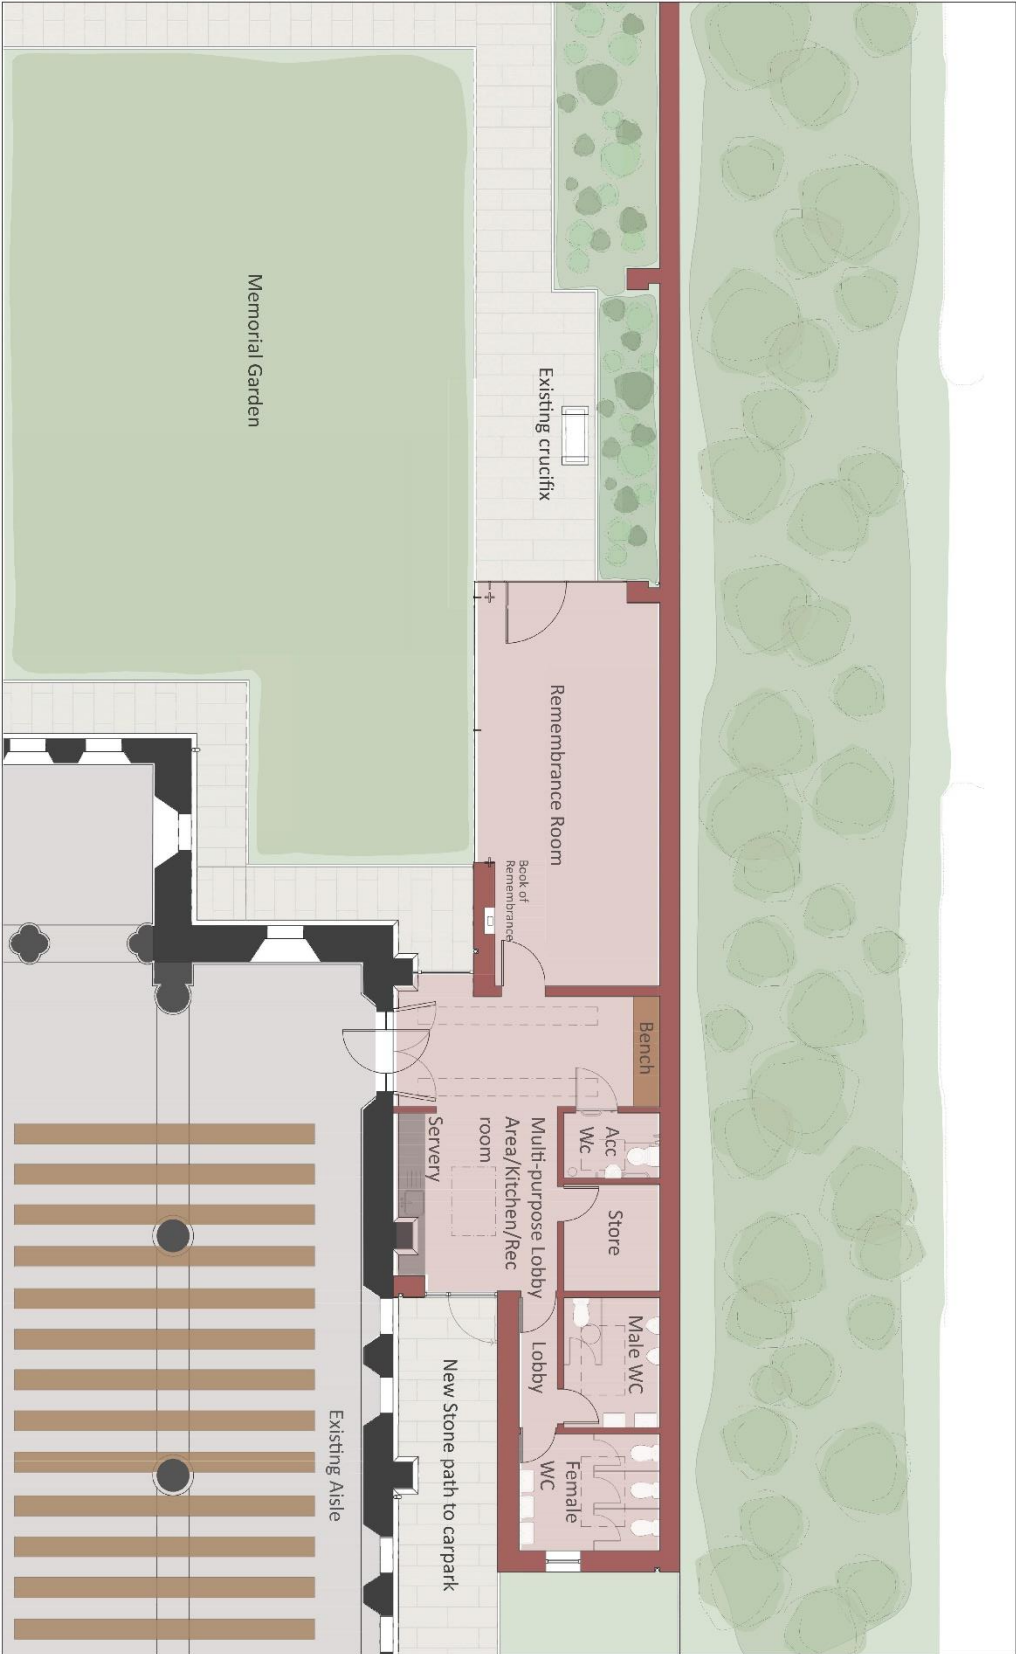 Memorial Garden
Existing crucifix
Remembrance Room
Book of
Remembrance
Bench
Acc
Wc
Store
Multi-purpose Lobby
Area/Kitchen/Rec
room
Servery
Male WC
Lobby
Female
WC
New Stone path to carpark
Existing Aisle